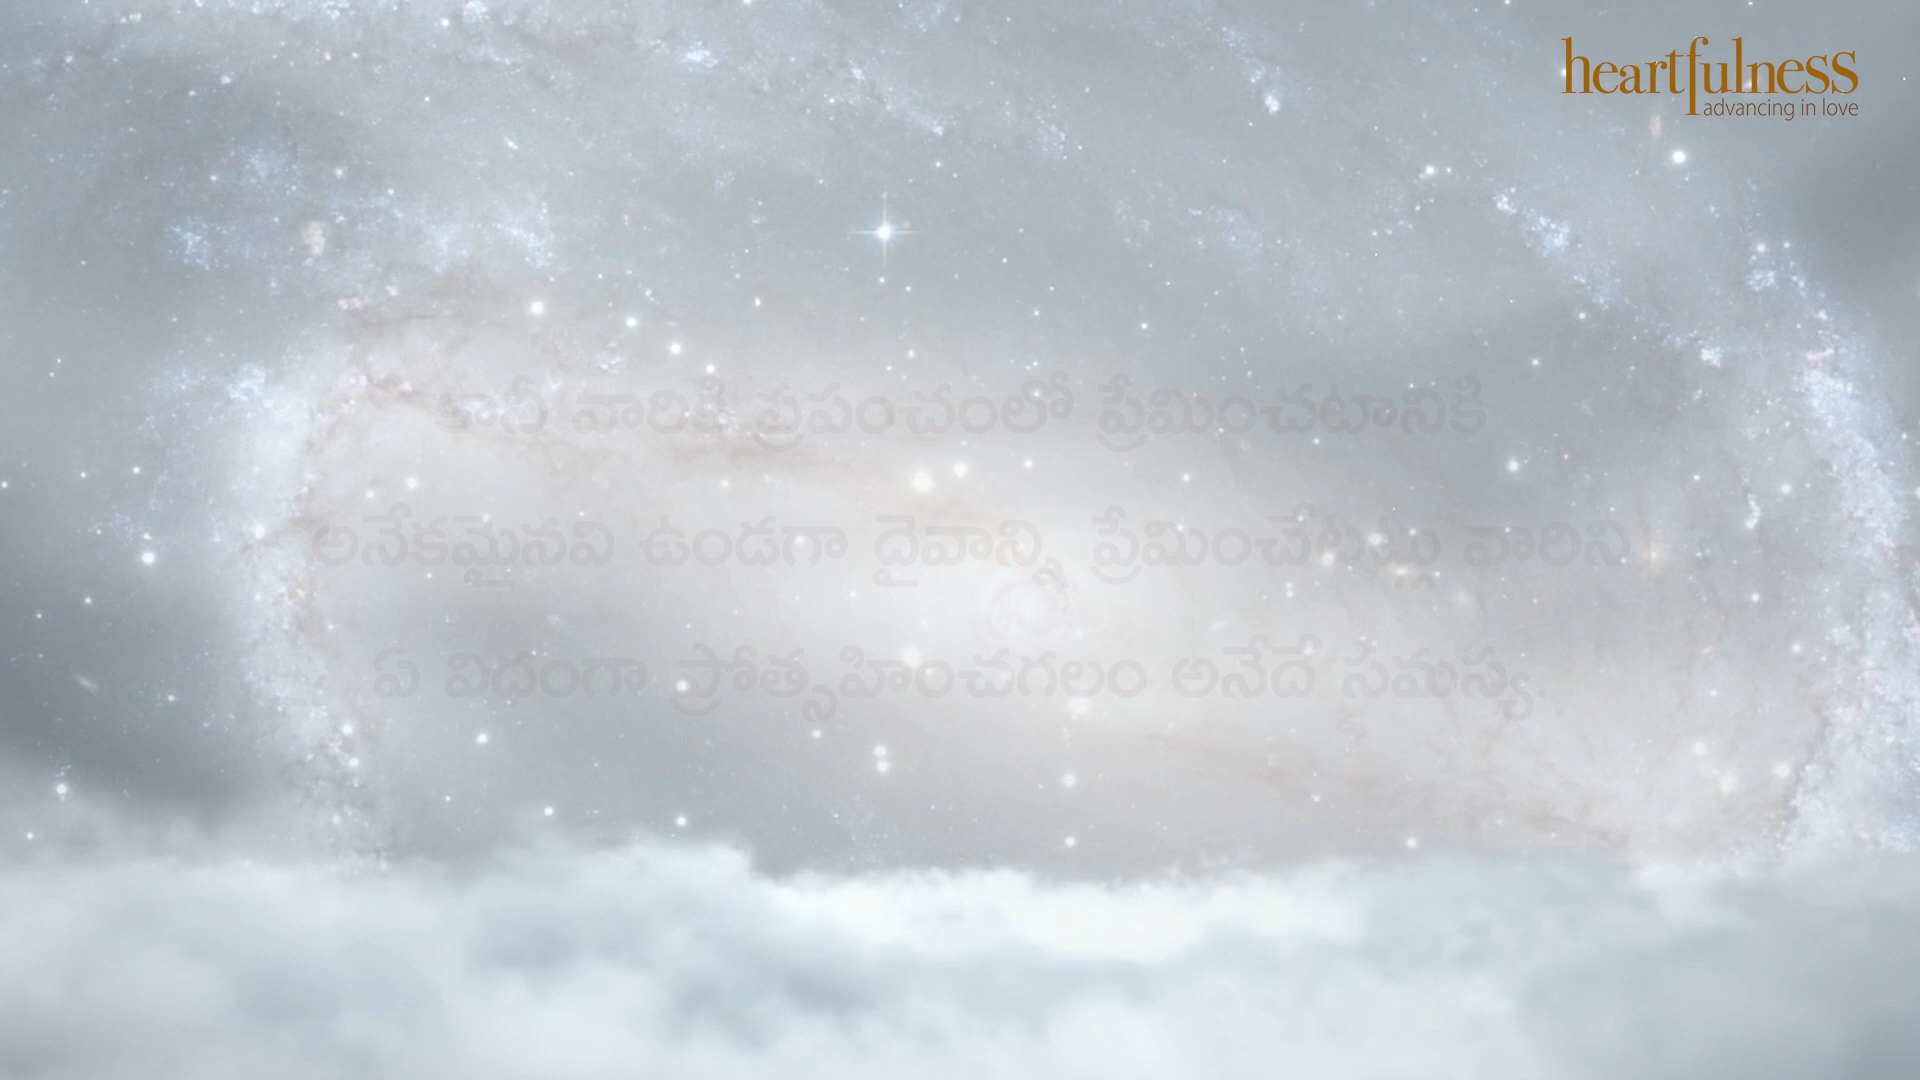 heartfulness
advancing in love
కానీ వారికి ప్రపంచంలో ప్రేమించటానికి
అనేకమైనవి ఉండగా దైవాన్ని ప్రేమించేటట్లు వారిని
ఏ విధంగా ప్రోత్సహించగలం అనేదే సమస్య.